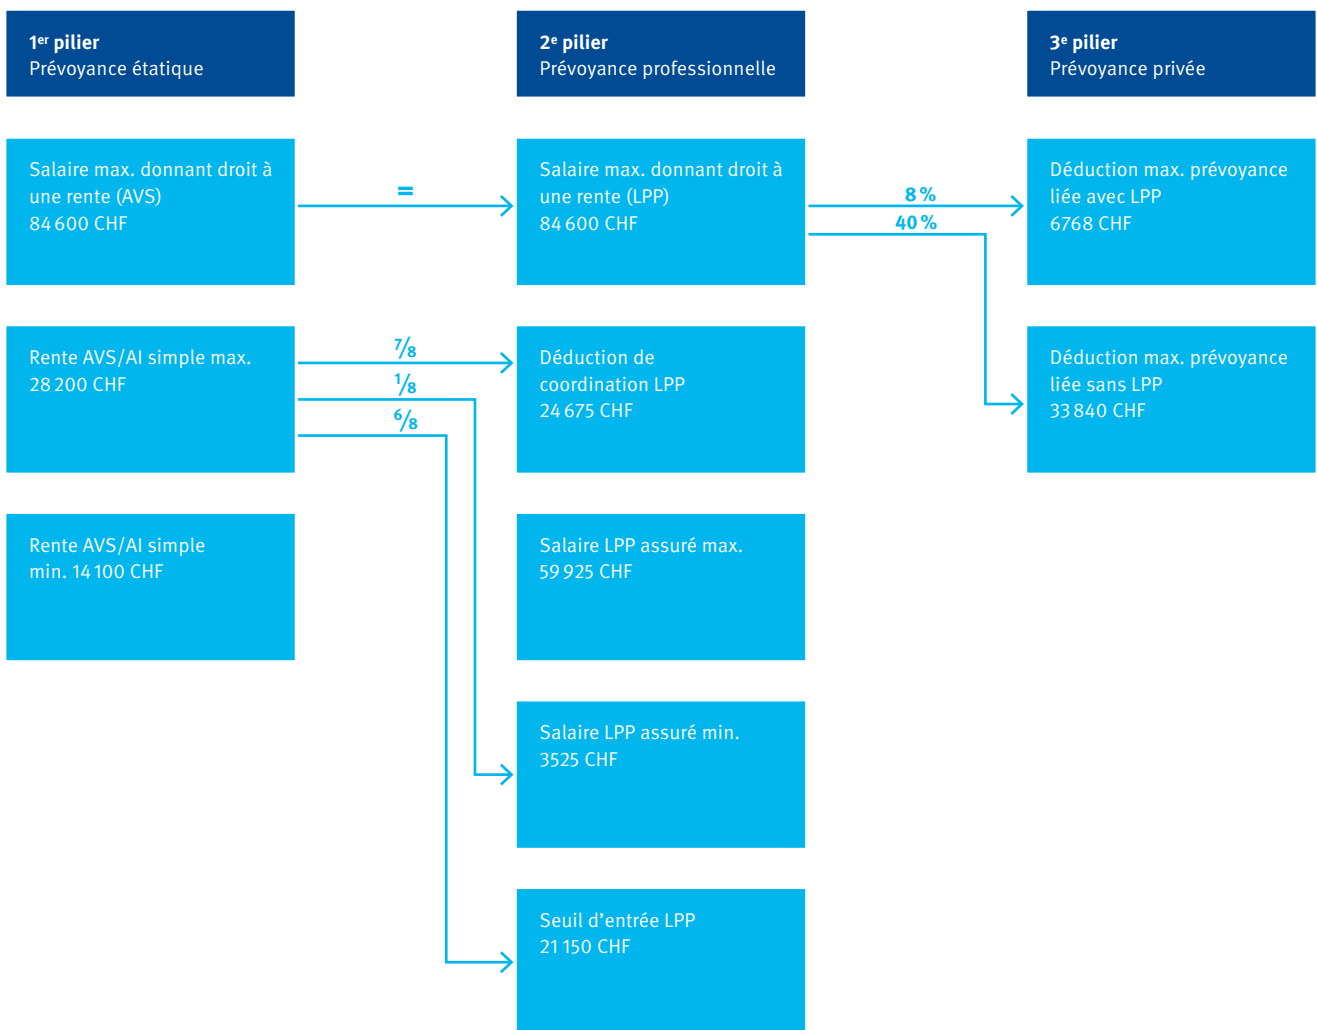 1er pilier
Prévoyance étatique
2e pilier
Prévoyance professionnelle
3e pilier
Prévoyance privée
Salaire max. donnant droit à
une rente (AVS)
84 600 CHF
=
Salaire max. donnant droit à
une rente (LPP)
84 600 CHF
8 %
40 %
Déduction max. prévoyance
liée avec LPP
6768 CHF
Rente AVS/AI simple max.
28 200 CHF
7/8
1/8
6/8
Déduction de
coordination LPP
24 675 CHF
Déduction max. prévoyance
liée sans LPP
33 840 CHF
Rente AVS/AI simple
min. 14 100 CHF
Salaire LPP assuré max.
59 925 CHF
Salaire LPP assuré min.
3525 CHF
Seuil d’entrée LPP
21 150 CHF